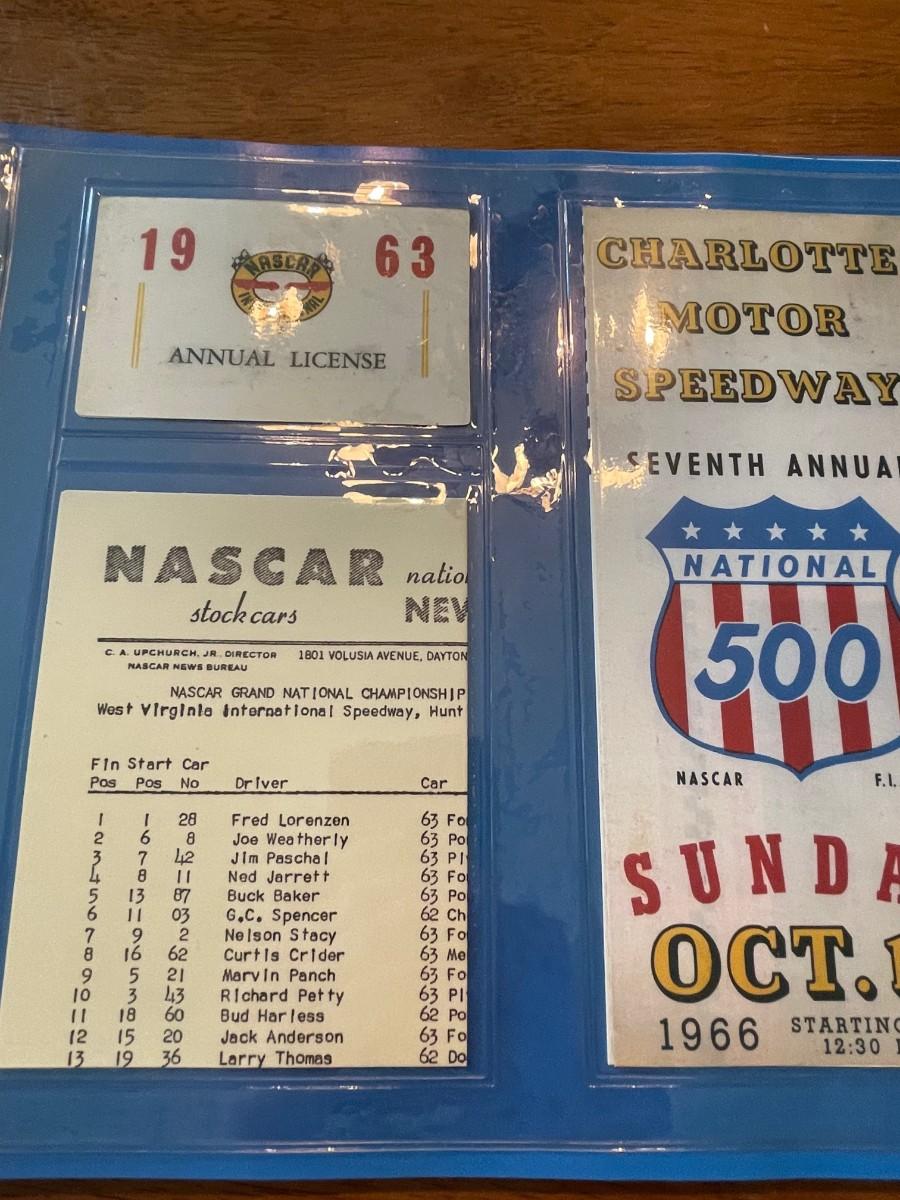 19 63
NASCAR
ANNUAL LICENSE
NASCAR
stock cars
C. A. UPCHURCH, JR., DIRECTOR 1801 VOLUSIA AVENUE,
NASCAR NEWS BUREAU
NASCAR GRAND NATIONAL CHAMPIONSHIP
West Virginia International Speedway,
Fin Start Car
Pos Pos No Driver Car
1 1 28 Fred Lorenzen 63
2 6 8 Joe Weatherly 63
3 7 42 Jim Paschal 63
4 8 11 Ned Jarrett 63
5 13 87 Buck Baker 63
6 11 03 G.C. Spencer 62
7 9 2 Nelson Stacy 63
8 16 62 Curtis Crider 63
9 5 21 Marvin Panch 63
10 3 43 Richard Petty 63
11 18 60 Bud Harless 62
12 15 20 Jack Anderson 63
13 19 36 Larry Thomas 62
CHARLOTTE
MOTOR
SPEEDWAY
SEVENTH ANNUAL
NATIONAL
500
NASCAR
OCT.
1966 STARTING
12:30